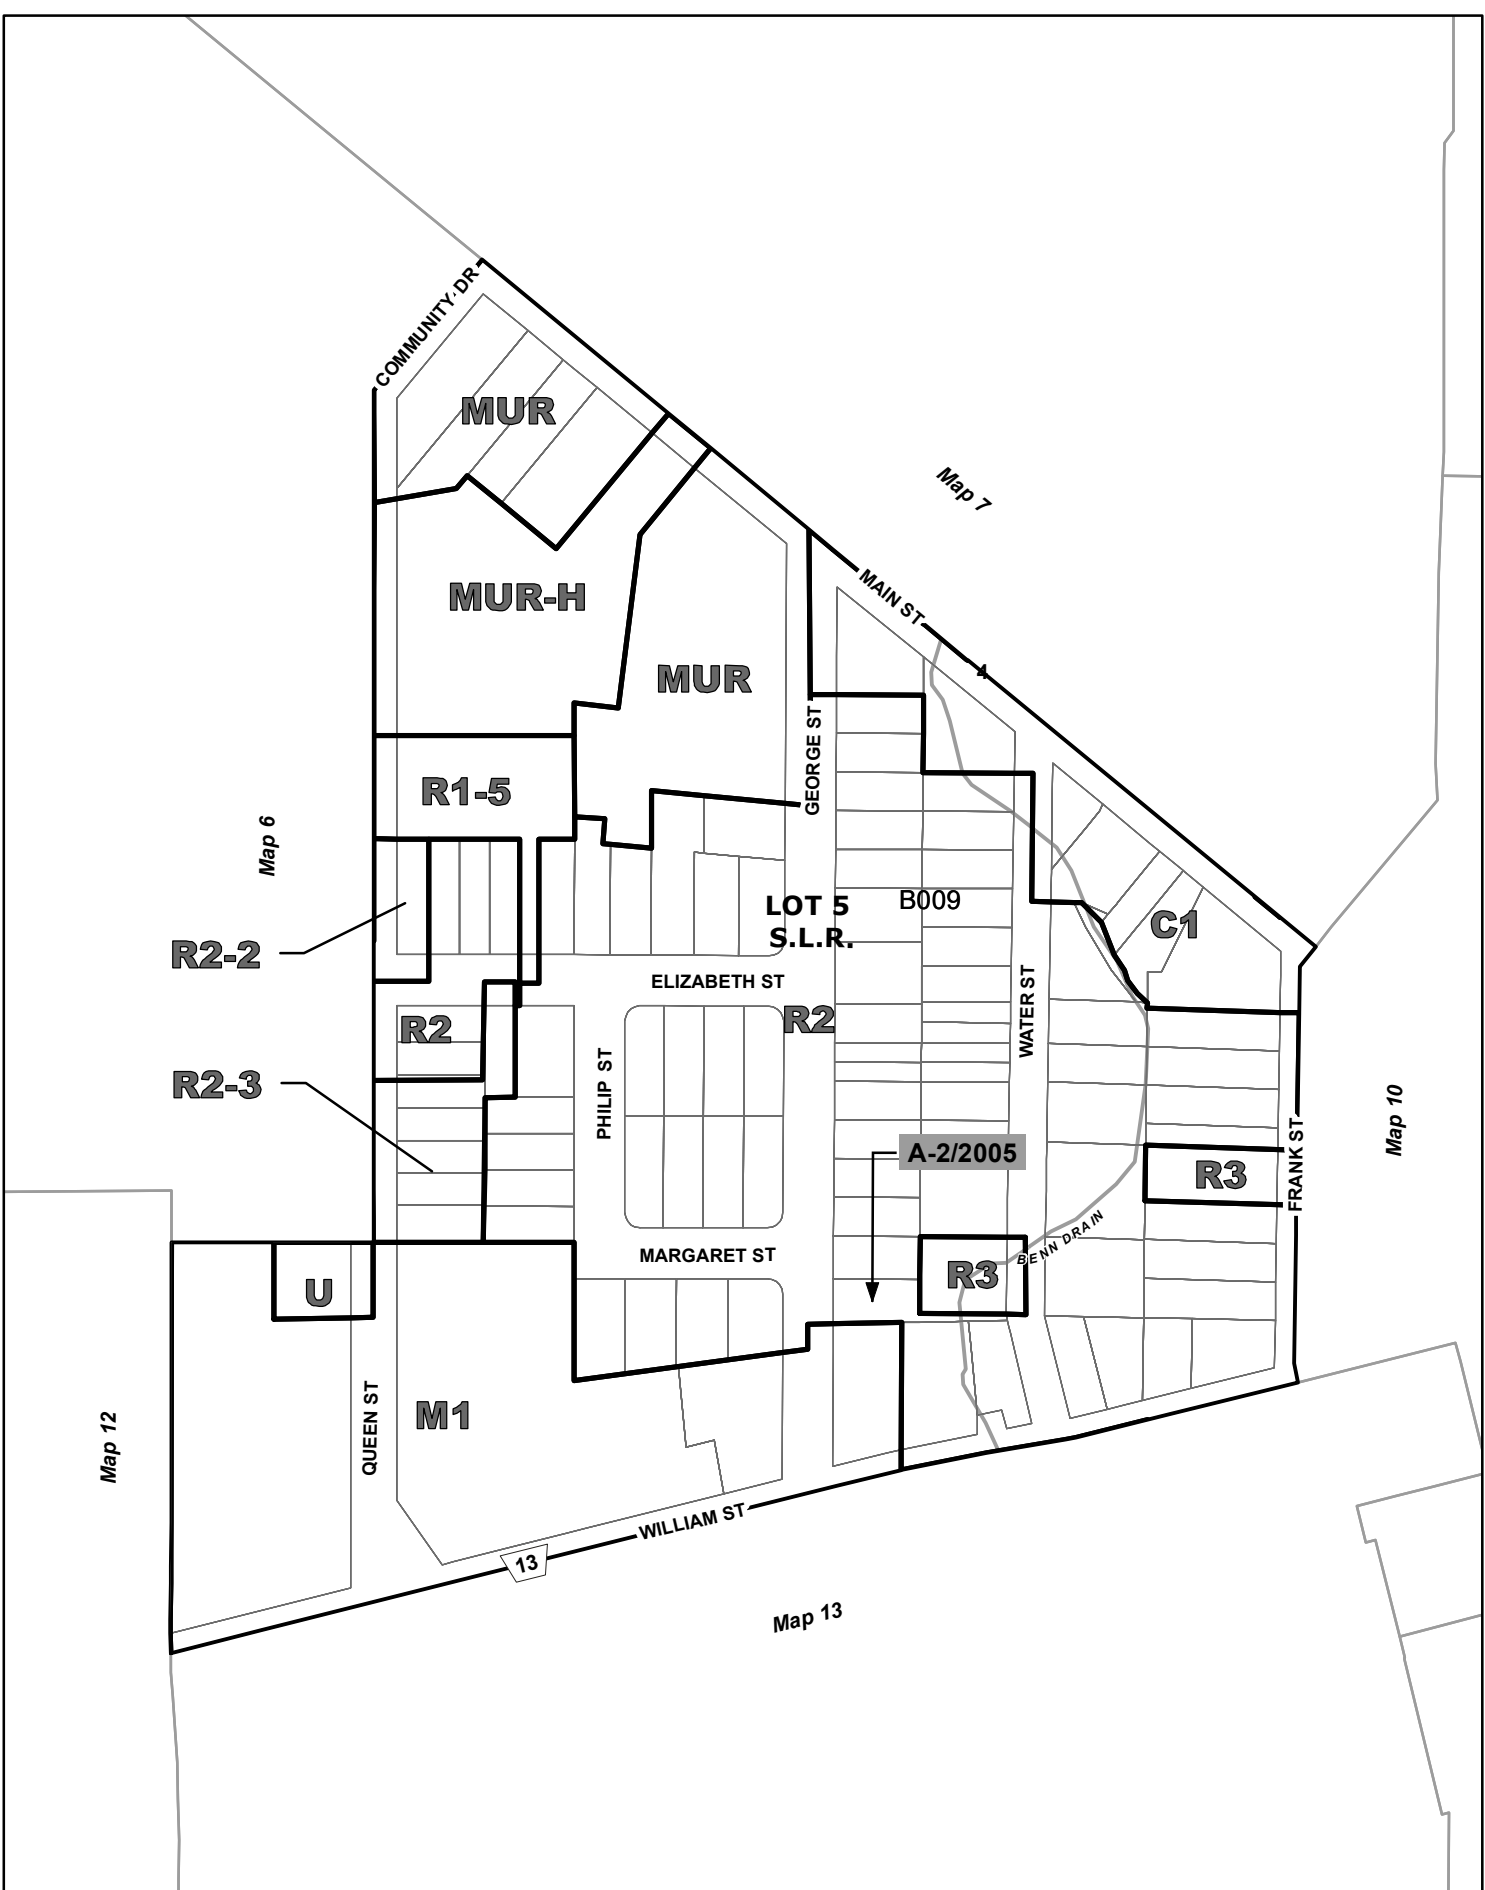 COMMUNITY DR
MUR
Map 7
MUR-H
MAIN ST
4
MUR
GEORGE ST
R1-5
Map 6
LOT 5
S.L.R.
B009
C1
R2-2
ELIZABETH ST
R2
R2
WATER ST
R2-3
PHILIP ST
Map 10
A-2/2005
FRANK ST
R3
BENN DRAIN
MARGARET ST
R3
U
QUEEN ST
M1
Map 12
WILLIAM ST
13
Map 13